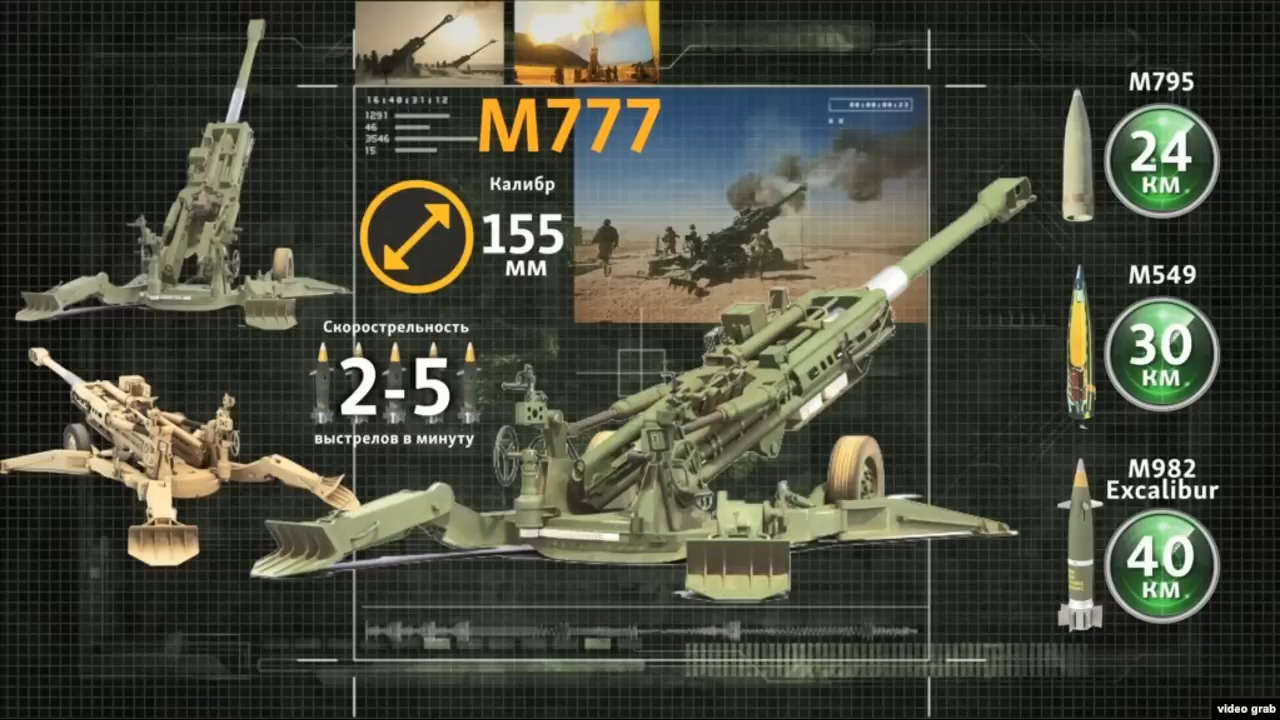 16:40:31:12
1291
46
3546
15
M777
00:00:00:23
Калибр
155
мм
Скорострельность
2-5
выстрелов в минуту
M795
24
км
M549
30
км
M982
Excalibur
40
км
video grab